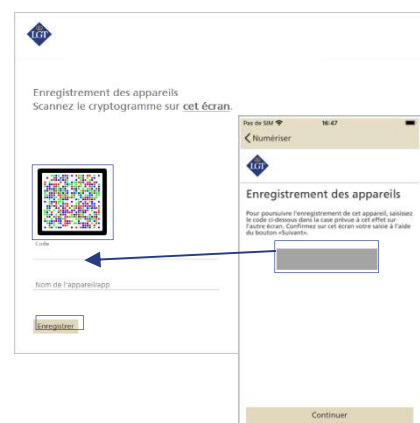 LGT
Enregistrement des appareils
Scannez le cryptogramme sur cet écran.
Code
Nom de l'appareil/app
Enregistrer
Pas de SIM 16:47
Numériser
LGT
Enregistrement des appareils
Pour poursuivre l'enregistrement de cet appareil, saisissez
le code ci-dessous dans la case prévue à cet effet sur
l'autre écran. Confirmez sur cet écran votre saisie à l'aide
du bouton «Suivant».
Continuer